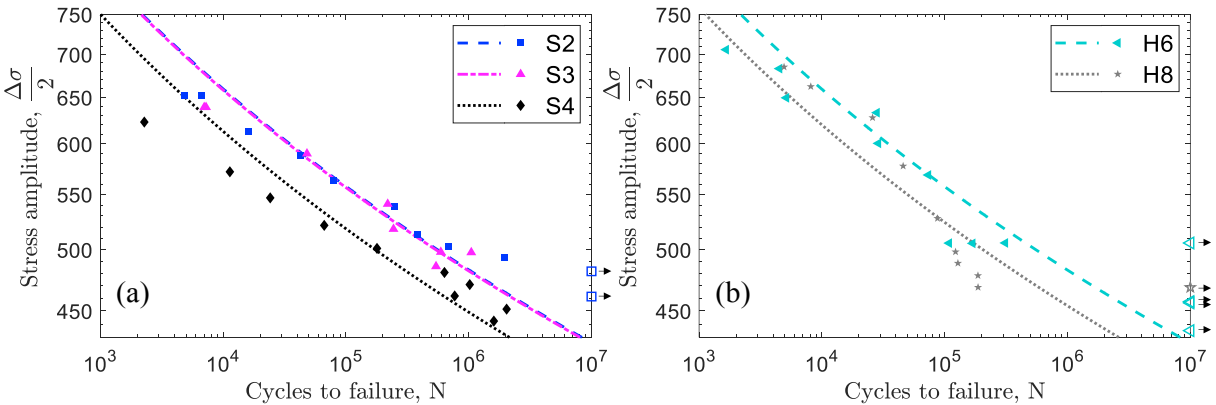 750
700
650
600
550
500
450
Stress amplitude, Δσ/2
S2
S3
S4
(a)
10^3
10^4
10^5
10^6
10^7
Cycles to failure, N
750
700
650
600
550
500
450
Stress amplitude, Δσ/2
H6
H8
(b)
10^3
10^4
10^5
10^6
10^7
Cycles to failure, N